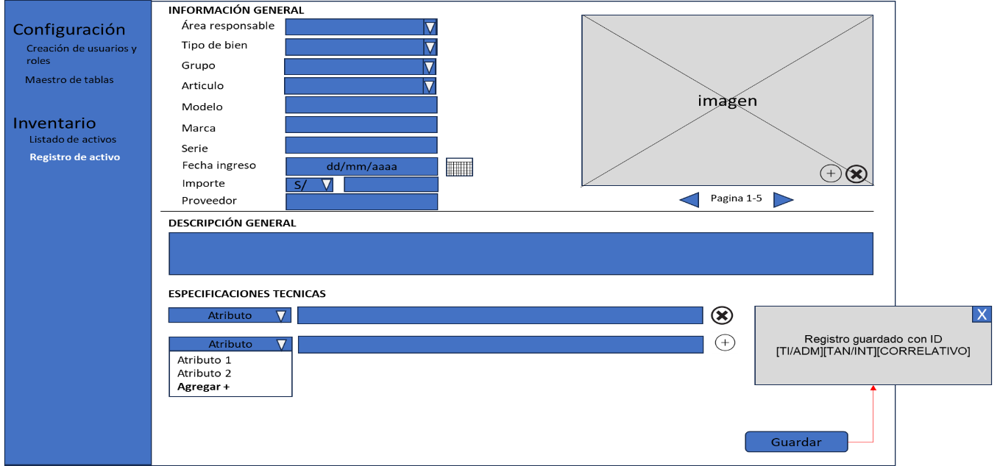 Configuración
Creación de usuarios y
roles
Maestro de tablas
Inventario
Listado de activos
Registro de activo
INFORMACIÓN GENERAL
Área responsable
Tipo de bien
Grupo
Articulo
Modelo
Marca
Serie
Fecha ingreso
dd/mm/aaaa
Importe
S/
Proveedor
imagen
Pagina 1-5
DESCRIPCIÓN GENERAL
ESPECIFICACIONES TECNICAS
Atributo
Atributo
Atributo 1
Atributo 2
Agregar +
X
Registro guardado con ID
[TI/ADM][TAN/INT][CORRELATIVO]
Guardar